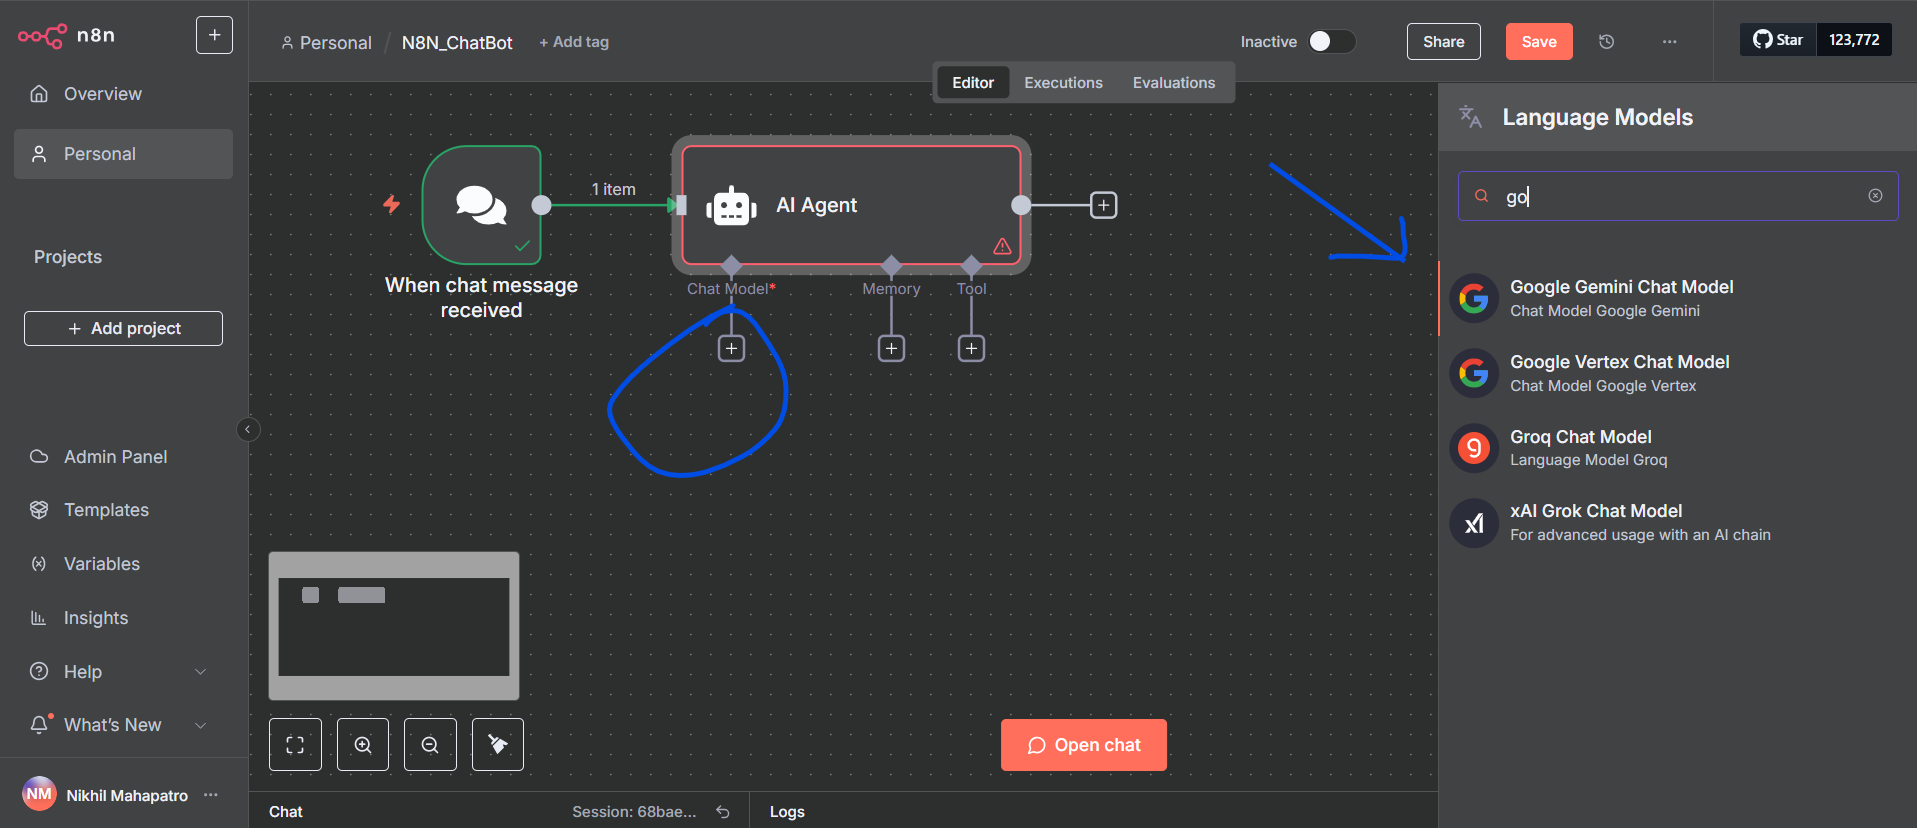 n8n
+
Overview
Personal
Projects
+ Add project
Admin Panel
Templates
Variables
Insights
Help
What's New
NM
Nikhil Mahapatro
...
Personal / N8N_ChatBot + Add tag
Inactive
Share
Save
...
Star 123,772
Editor Executions Evaluations
1 item
AI Agent
When chat message
received
Chat Model*
Memory
Tool
Open chat
Chat
Session: 68bae...
Logs
Language Models
go
Google Gemini Chat Model
Chat Model Google Gemini
Google Vertex Chat Model
Chat Model Google Vertex
Groq Chat Model
Language Model Groq
xAI Grok Chat Model
For advanced usage with an AI chain